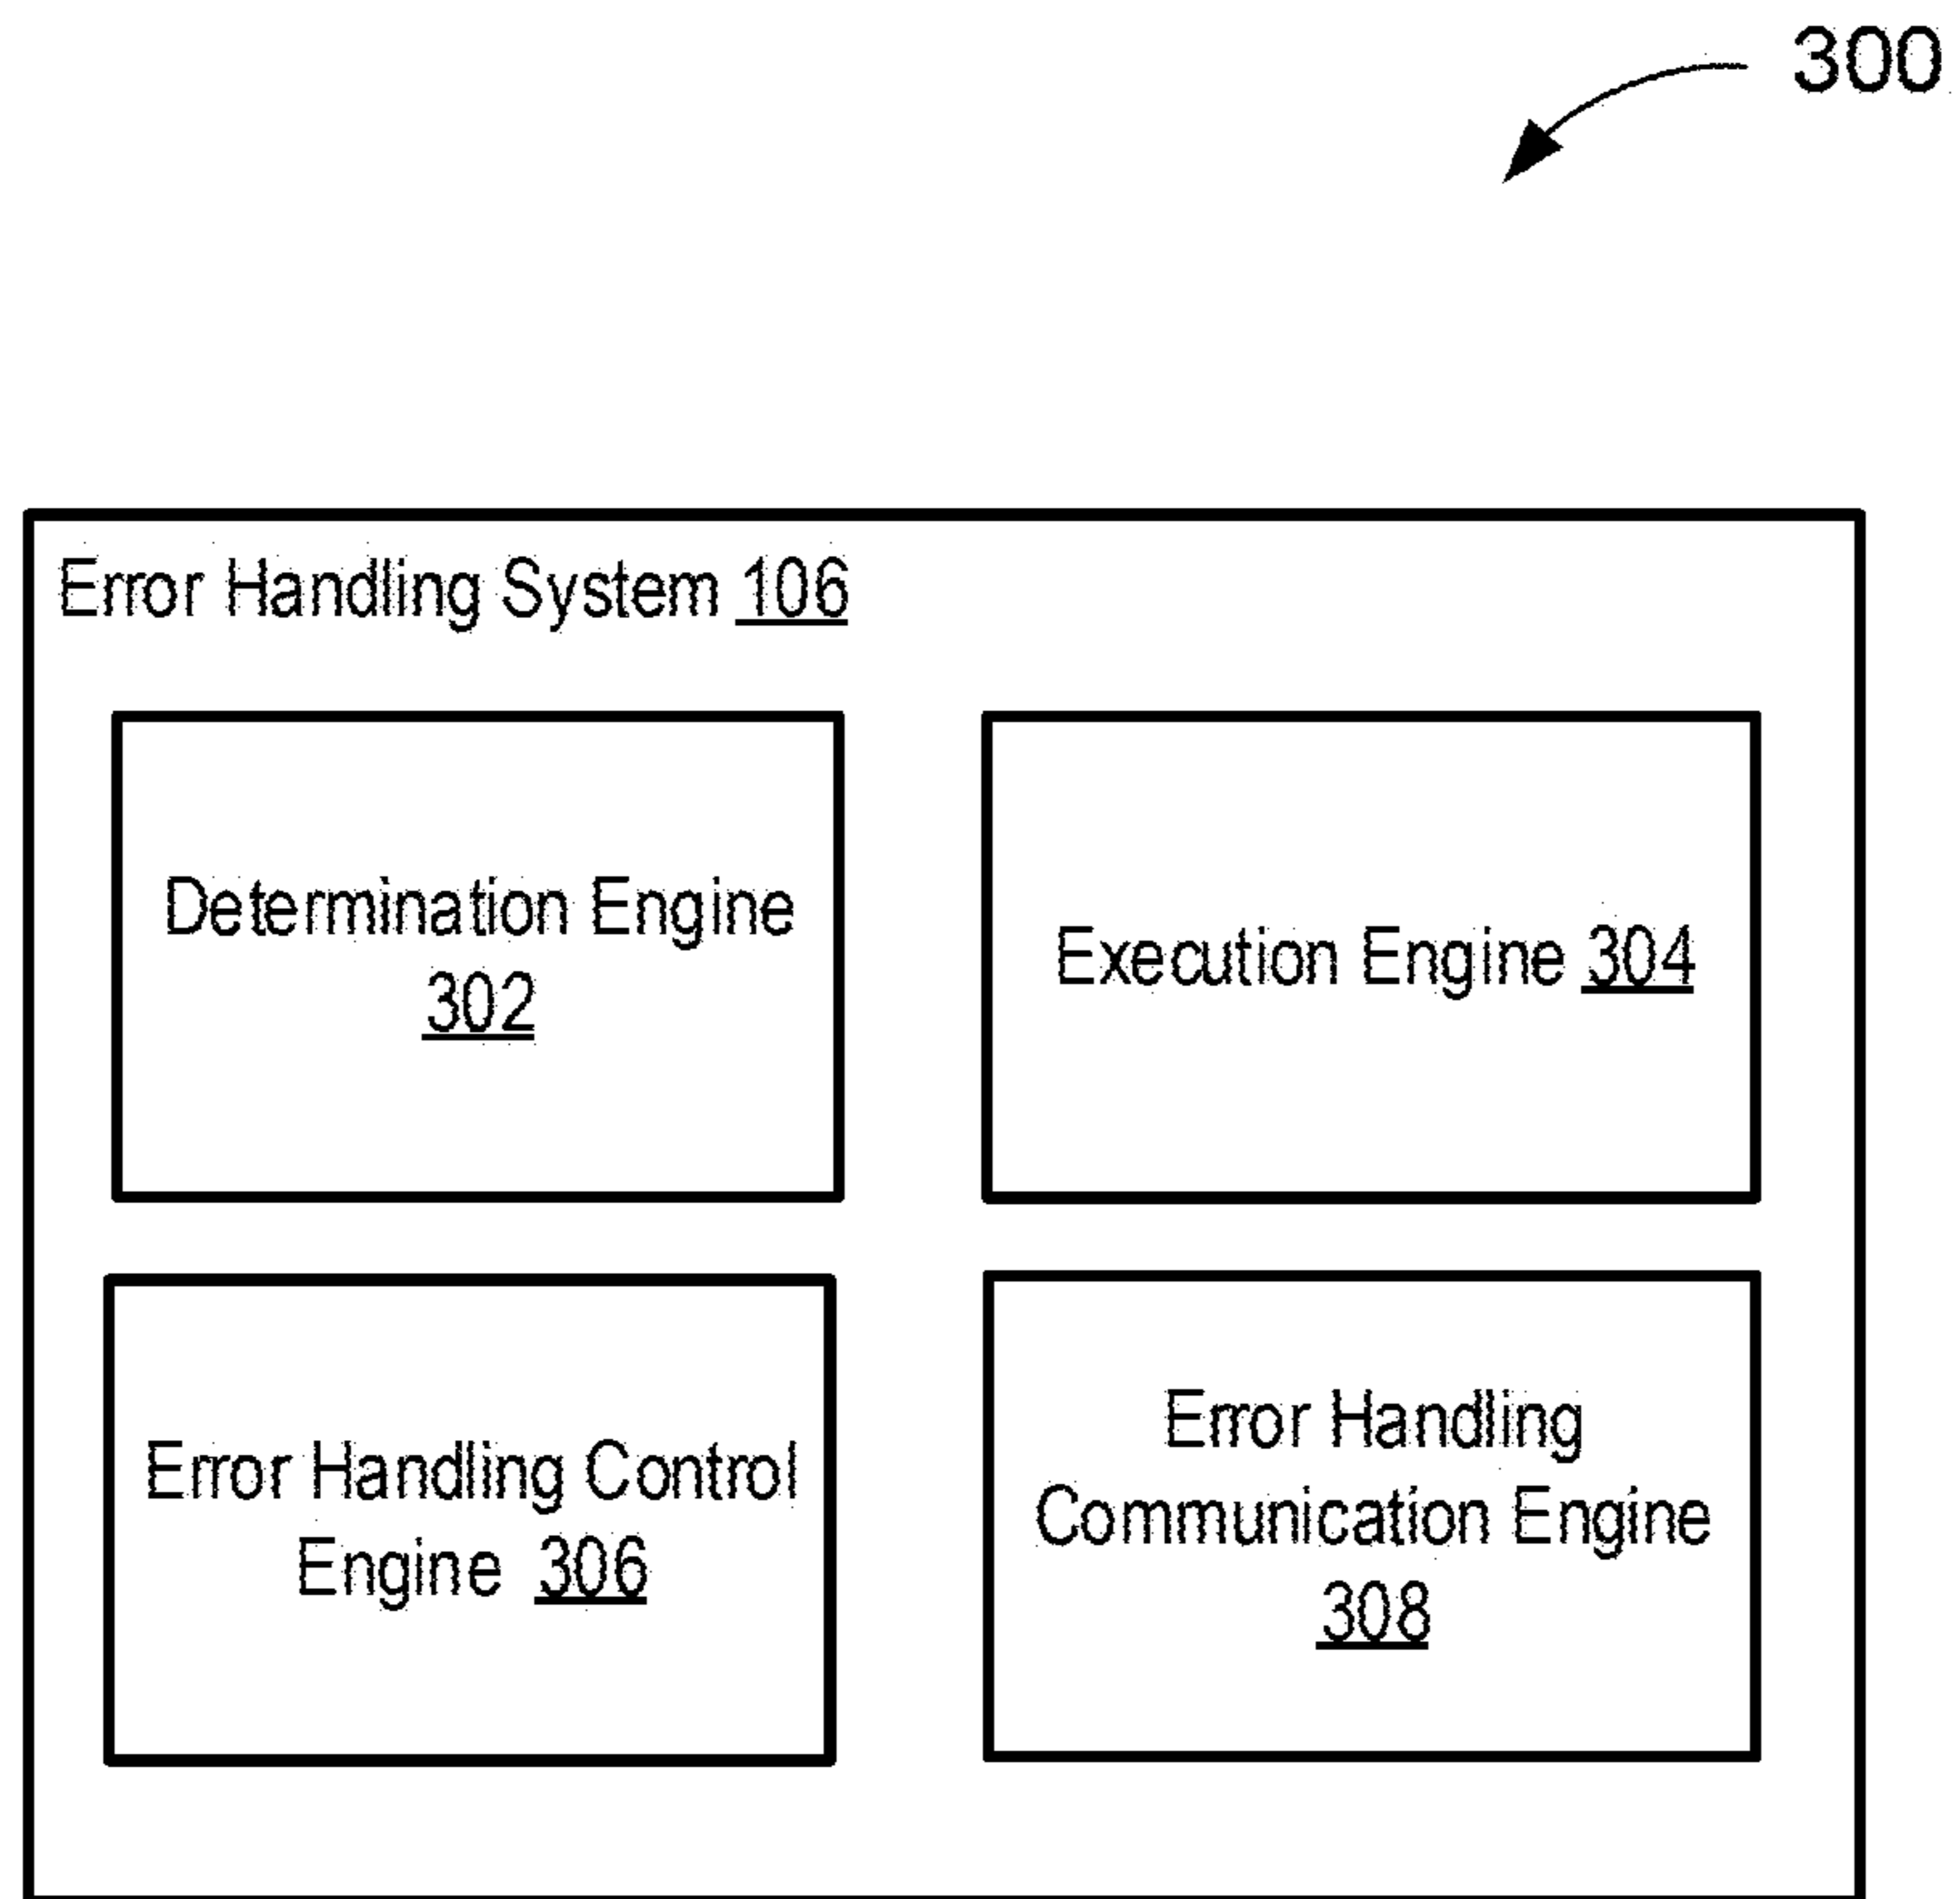 300
Error Handling System 106
Determination Engine
302
Execution Engine 304
Error Handling Control
Engine 306
Error Handling
Communication Engine
308